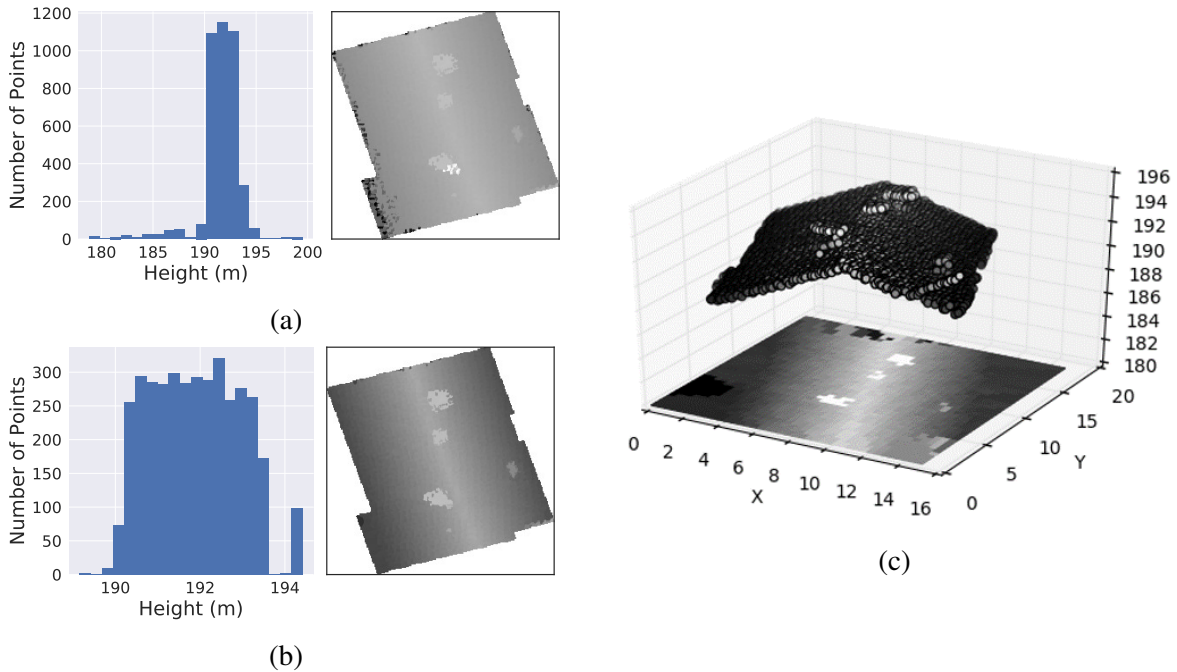 1200
1000
800
600
400
200
0
Number of Points
180 185 190 195 200
Height (m)
(a)
300
250
200
150
100
50
0
Number of Points
190 192 194
Height (m)
(b)
196
194
192
190
188
186
184
182
180
0 2 4 6 8 10 12 14 16
X
0 5 10 15 20
Y
(c)